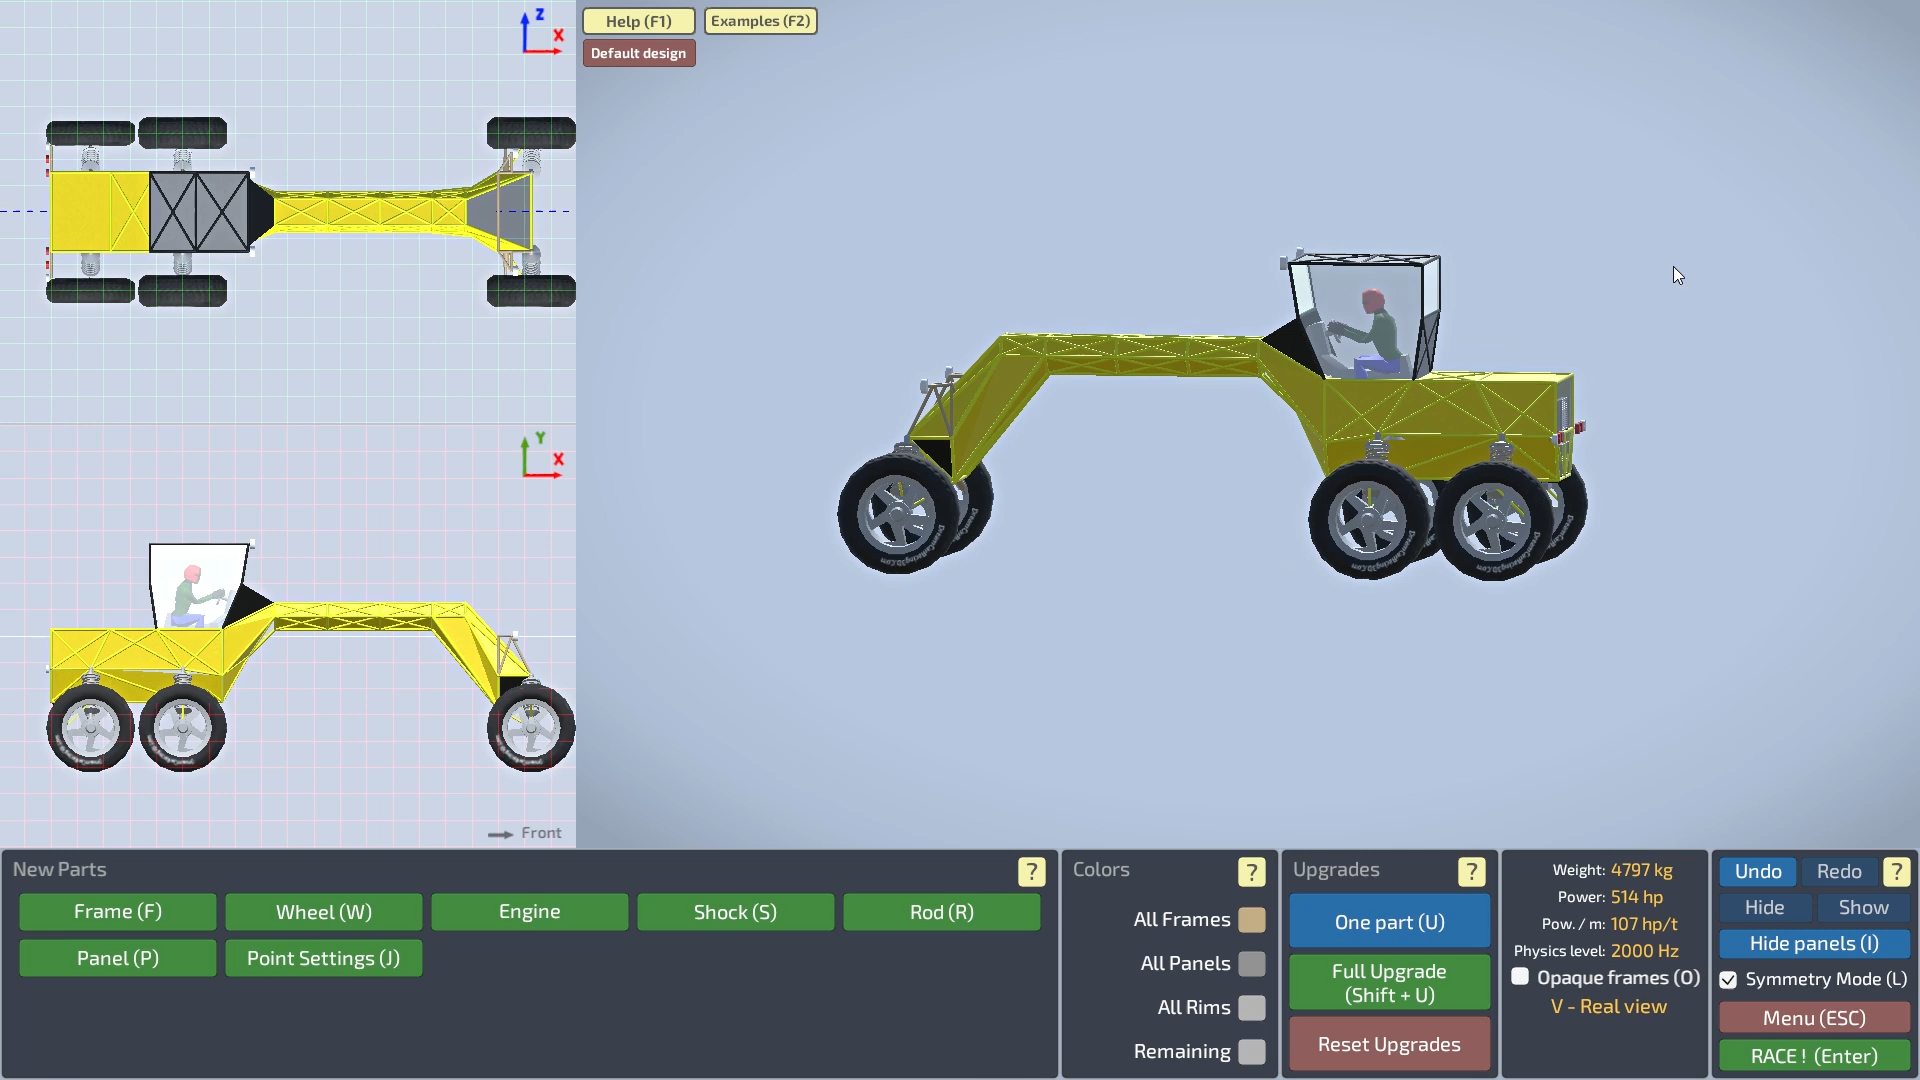 Z
X
Help (F1)
Examples (F2)
Default design
Y
X
Front
New Parts
?
Frame (F)
Wheel (W)
Engine
Shock (S)
Rod (R)
Panel (P)
Point Settings (J)
Colors
?
All Frames
All Panels
All Rims
Remaining
Upgrades
?
One part (U)
Full Upgrade
(Shift + U)
Reset Upgrades
Weight: 4797 kg
Power: 514 hp
Pow. / m: 107 hp/t
Physics level: 2000 Hz
Opaque frames (O)
V - Real view
Undo
Redo
?
Hide
Show
Hide panels (I)
Symmetry Mode (L)
Menu (ESC)
RACE ! (Enter)